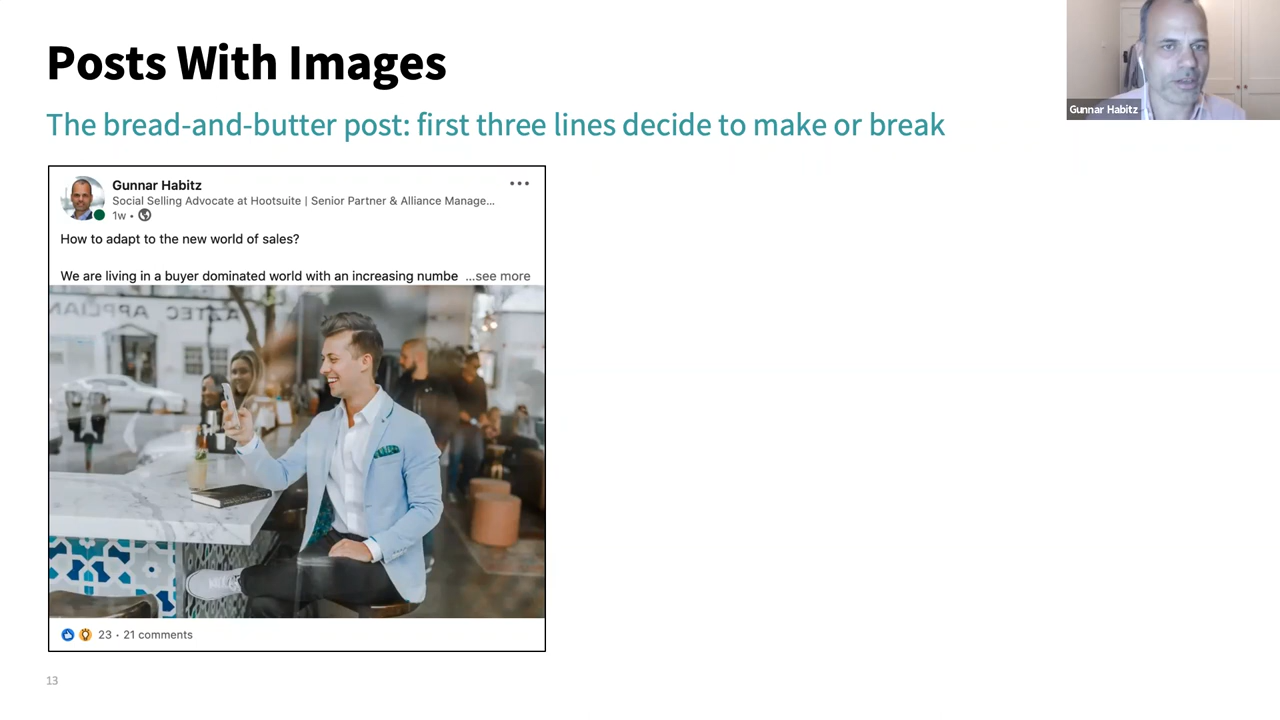 Posts With Images
Gunnar Habitz
The bread-and-butter post: first three lines decide to make or break
Gunnar Habitz
Social Selling Advocate at Hootsuite | Senior Partner & Alliance Manage...
1w •
How to adapt to the new world of sales?
We are living in a buyer dominated world with an increasing numbe ...see more
AZTEC APPLIAN
23 · 21 comments
13